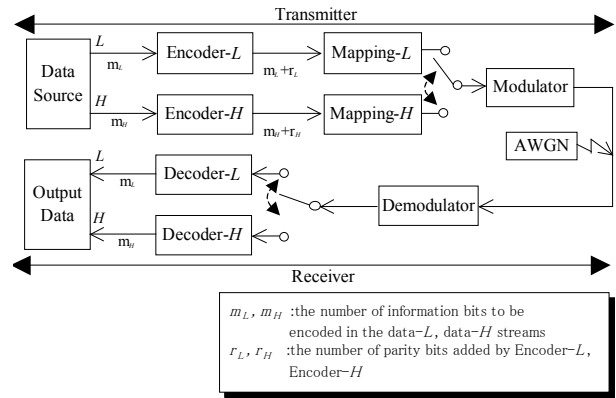 Transmitter
L
m_L
Encoder-L
m_L+r_L
Mapping-L
Data
Source
Modulator
H
m_H
Encoder-H
m_H+r_H
Mapping-H
AWGN
L
m_L
Decoder-L
Output
Data
Demodulator
H
m_H
Decoder-H
Receiver
m_L, m_H :the number of information bits to be
encoded in the data-L, data-H streams
r_L, r_H :the number of parity bits added by Encoder-L,
Encoder-H